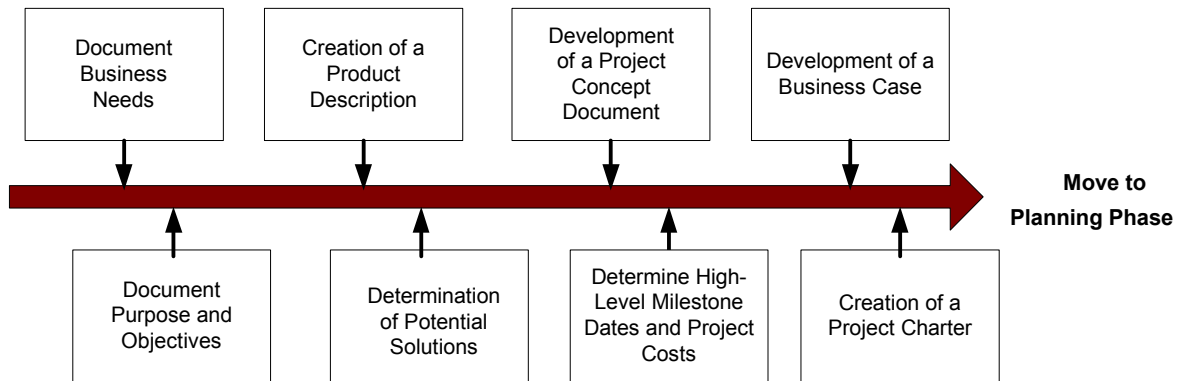 Document
Business
Needs
Creation of a
Product
Description
Development
of a Project
Concept
Document
Development of a
Business Case
Move to
Planning Phase
Document
Purpose and
Objectives
Determination
of Potential
Solutions
Determine High-
Level Milestone
Dates and Project
Costs
Creation of a
Project Charter